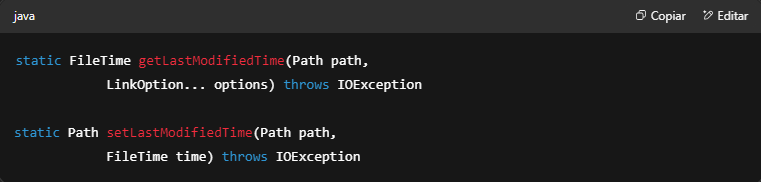 java
Copiar
Editar
static FileTime getLastModifiedTime(Path path,
LinkOption... options) throws IOException
static Path setLastModifiedTime(Path path,
FileTime time) throws IOException